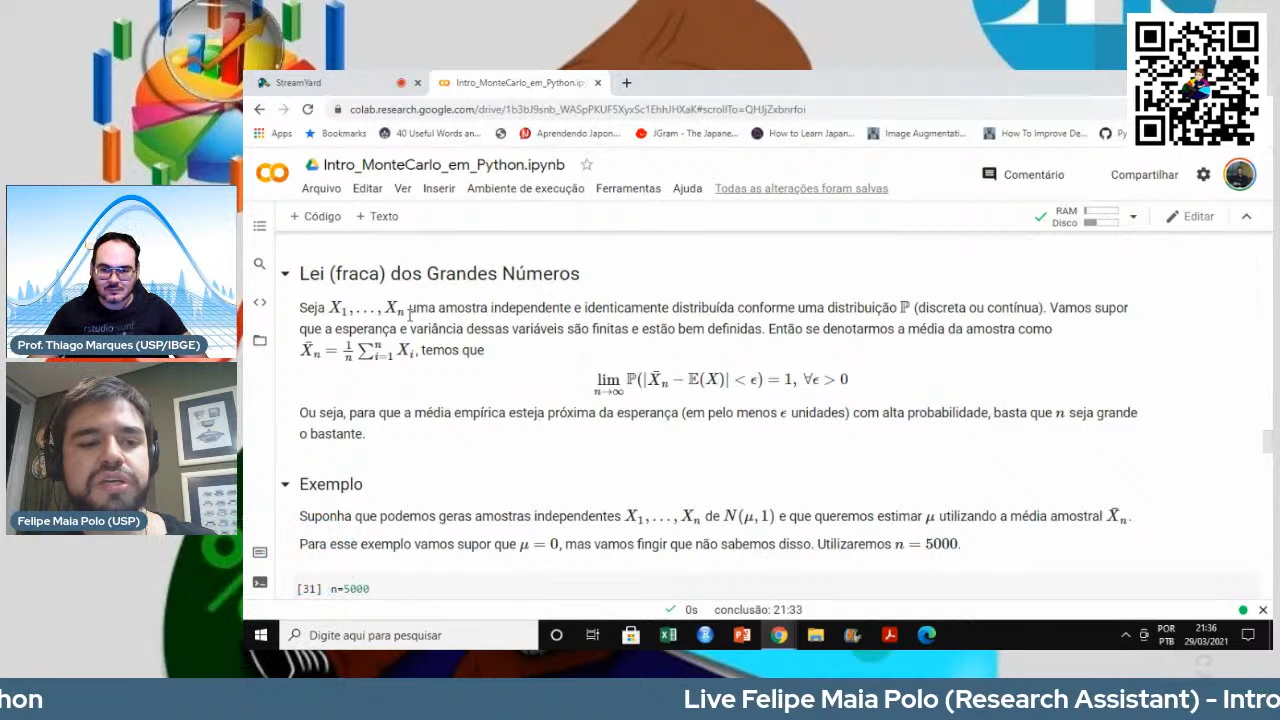 StreamYard
Intro_MonteCarlo_em_Python.ip
colab.research.google.com/drive/1b3bJ9srnb_WASpPKUFSXyxSc1EhhJHXaK#scrollTo=QHJjZxbnrfoi
Apps
Bookmarks
40 Useful Words an...
Aprendendo Japon...
JGram - The Japane...
How to Learn Japan...
Image Augmentati...
How To Improve De...
Py
Intro_MonteCarlo_em_Python.ipynb
Comentário
Compartilhar
Arquivo Editar Ver Inserir Ambiente de execução Ferramentas Ajuda Todas as alterações foram salvas
+ Código + Texto
RAM
Disco
Editar
Lei (fraca) dos Grandes Números
Seja X₁, . . . , Xₙ uma amostra independente e identicamente distribuída conforme uma distribuição ℙ (discreta ou contínua). Vamos supor
que a esperança e variância dessas variáveis são finitas e estão bem definidas. Então se denotarmos a média da amostra como
X̄ₙ = 1/n ∑ⁿᵢ₌₁ Xᵢ, temos que
lim n→∞ ℙ(|X̄ₙ − 𝔼(X)| < ϵ) = 1, ∀ϵ > 0
Ou seja, para que a média empírica esteja próxima da esperança (em pelo menos ϵ unidades) com alta probabilidade, basta que n seja grande
o bastante.
Exemplo
Suponha que podemos geras amostras independentes X₁, . . . , Xₙ de N(μ, 1) e que queremos estimar μ utilizando a média amostral X̄ₙ.
Para esse exemplo vamos supor que μ = 0, mas vamos fingir que não sabemos disso. Utilizaremos n = 5000.
[31] n=5000
0s conclusão: 21:33
Digite aqui para pesquisar
POR
PTB
21:36
29/03/2021
rstudio
Prof. Thiago Marques (USP/IBGE)
Felipe Maia Polo (USP)
hon
Live Felipe Maia Polo (Research Assistant) - Intro